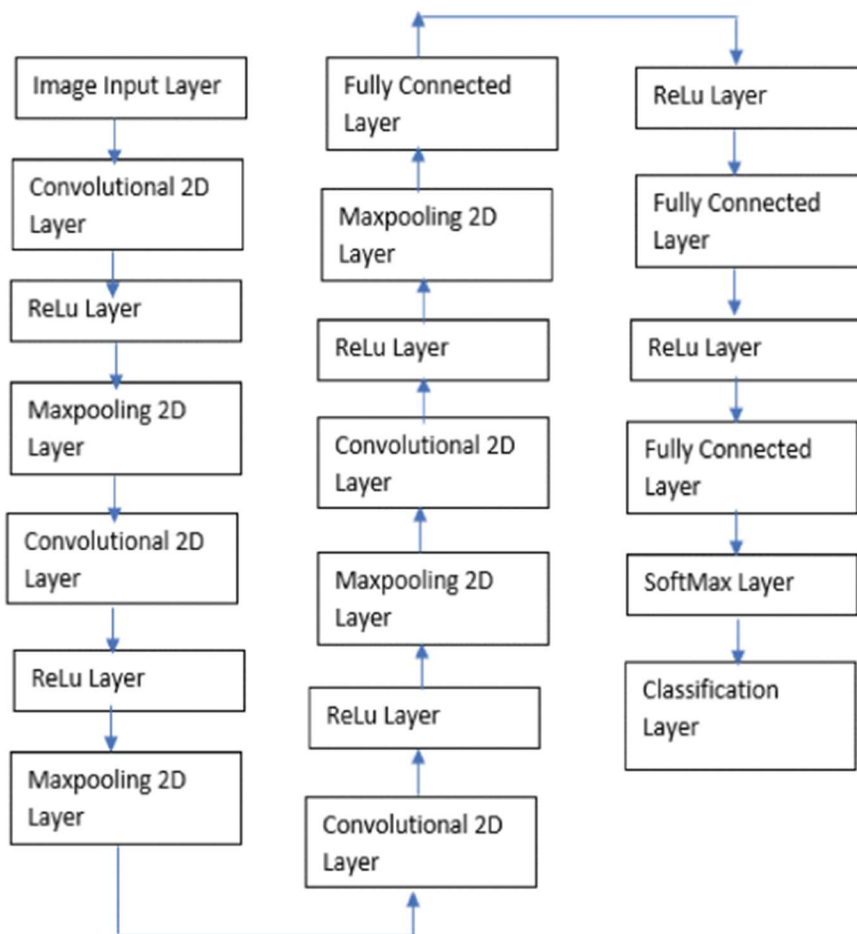 Image Input Layer
Convolutional 2D
Layer
ReLu Layer
Maxpooling 2D
Layer
Convolutional 2D
Layer
ReLu Layer
Maxpooling 2D
Layer
Convolutional 2D
Layer
ReLu Layer
Maxpooling 2D
Layer
Convolutional 2D
Layer
ReLu Layer
Maxpooling 2D
Layer
Fully Connected
Layer
ReLu Layer
Fully Connected
Layer
ReLu Layer
Fully Connected
Layer
SoftMax Layer
Classification
Layer